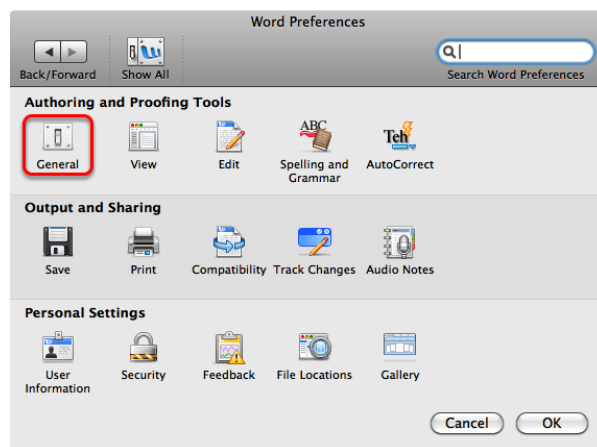 Word Preferences
Back/Forward Show All Search Word Preferences
Authoring and Proofing Tools
ABC Teh
General View Edit Spelling and Grammar AutoCorrect
Output and Sharing
Save Print Compatibility Track Changes Audio Notes
Personal Settings
User Information Security Feedback File Locations Gallery
Cancel OK